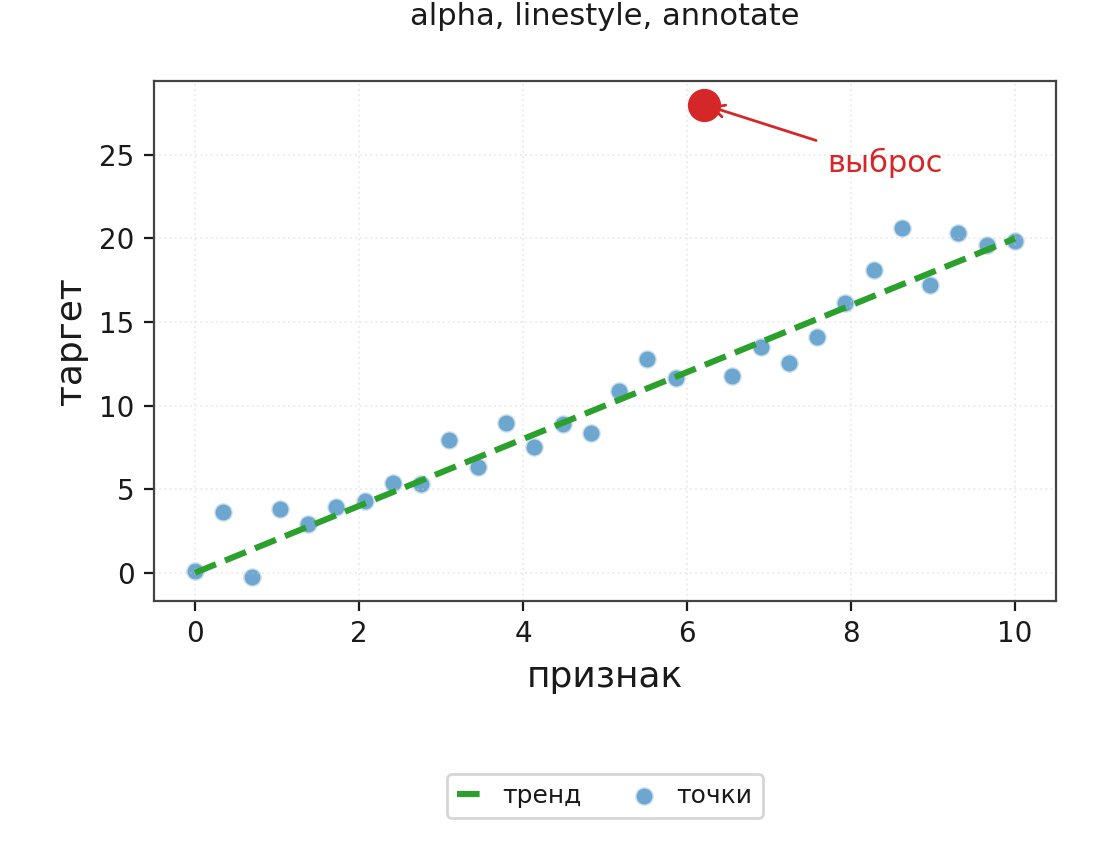 alpha, linestyle, annotate
выброс
25
20
15
10
5
0
таргет
0 2 4 6 8 10
признак
тренд точки